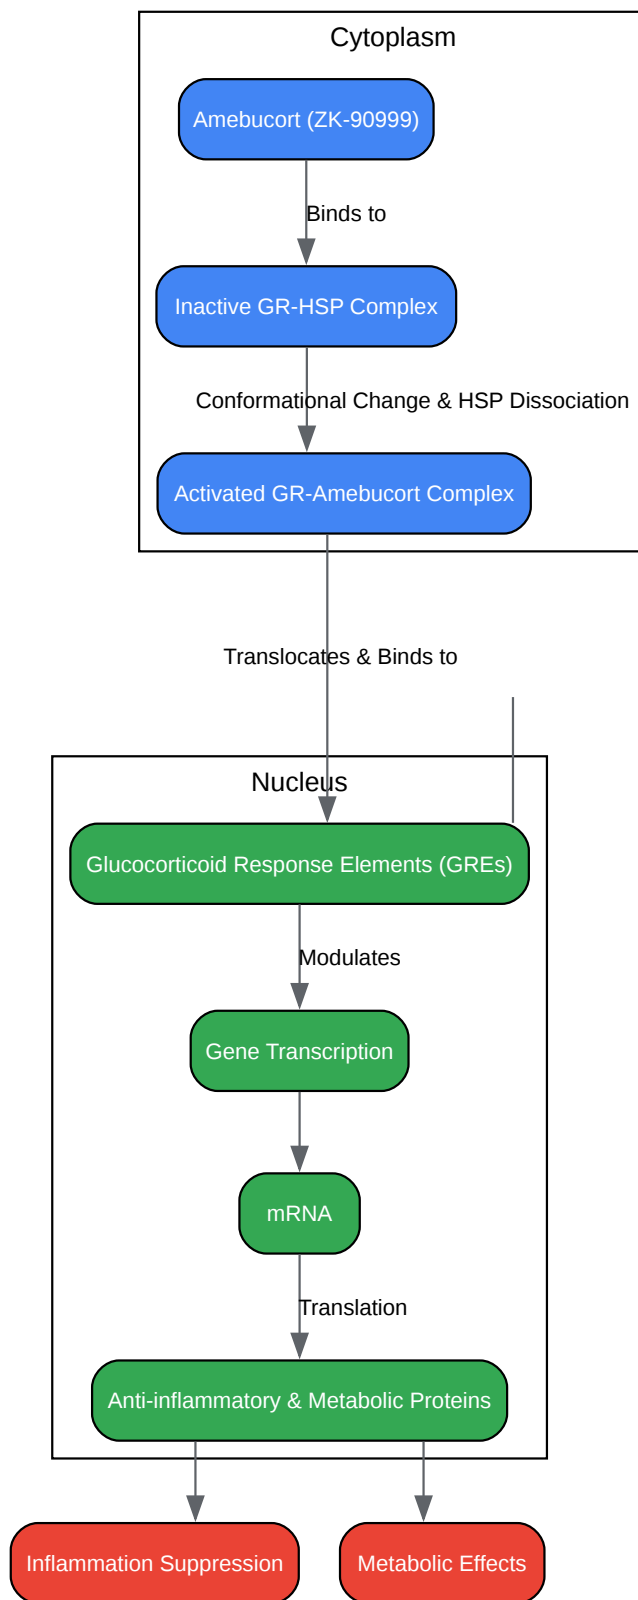 Cytoplasm
Amebucort (ZK-90999)
Binds to
Inactive GR-HSP Complex
Conformational Change & HSP Dissociation
Activated GR-Amebucort Complex
Translocates & Binds to
Nucleus
Glucocorticoid Response Elements (GREs)
Modulates
Gene Transcription
mRNA
Translation
Anti-inflammatory & Metabolic Proteins
Inflammation Suppression
Metabolic Effects